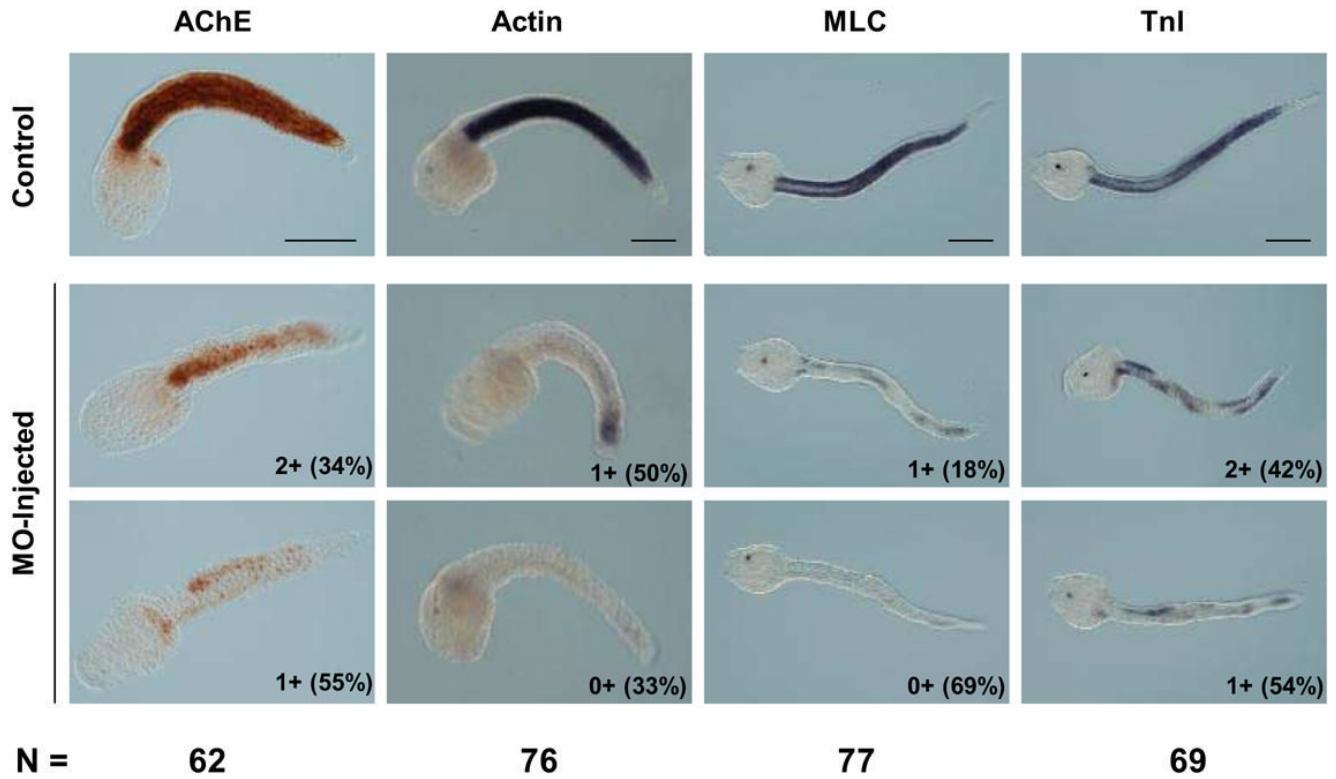 AChE Actin MLC TnI
Control
MO-Injected
2+ (34%) 1+ (50%) 1+ (18%) 2+ (42%)
1+ (55%) 0+ (33%) 0+ (69%) 1+ (54%)
N = 62 76 77 69